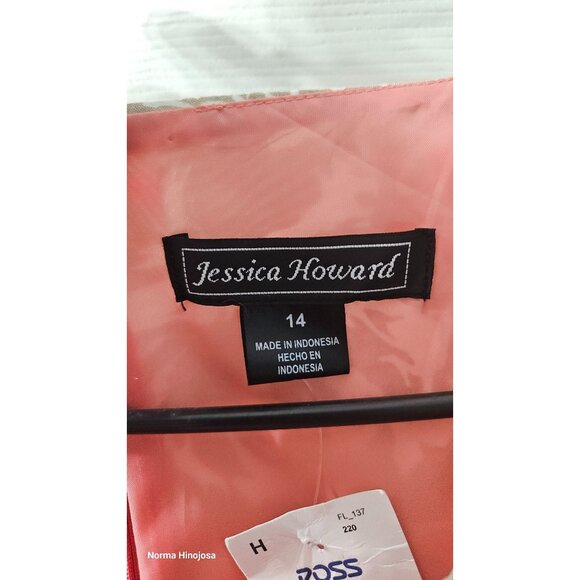 Jessica Howard
14
MADE IN INDONESIA
HECHO EN
INDONESIA
FL_137
220
H
ROSS
Norma Hinojosa